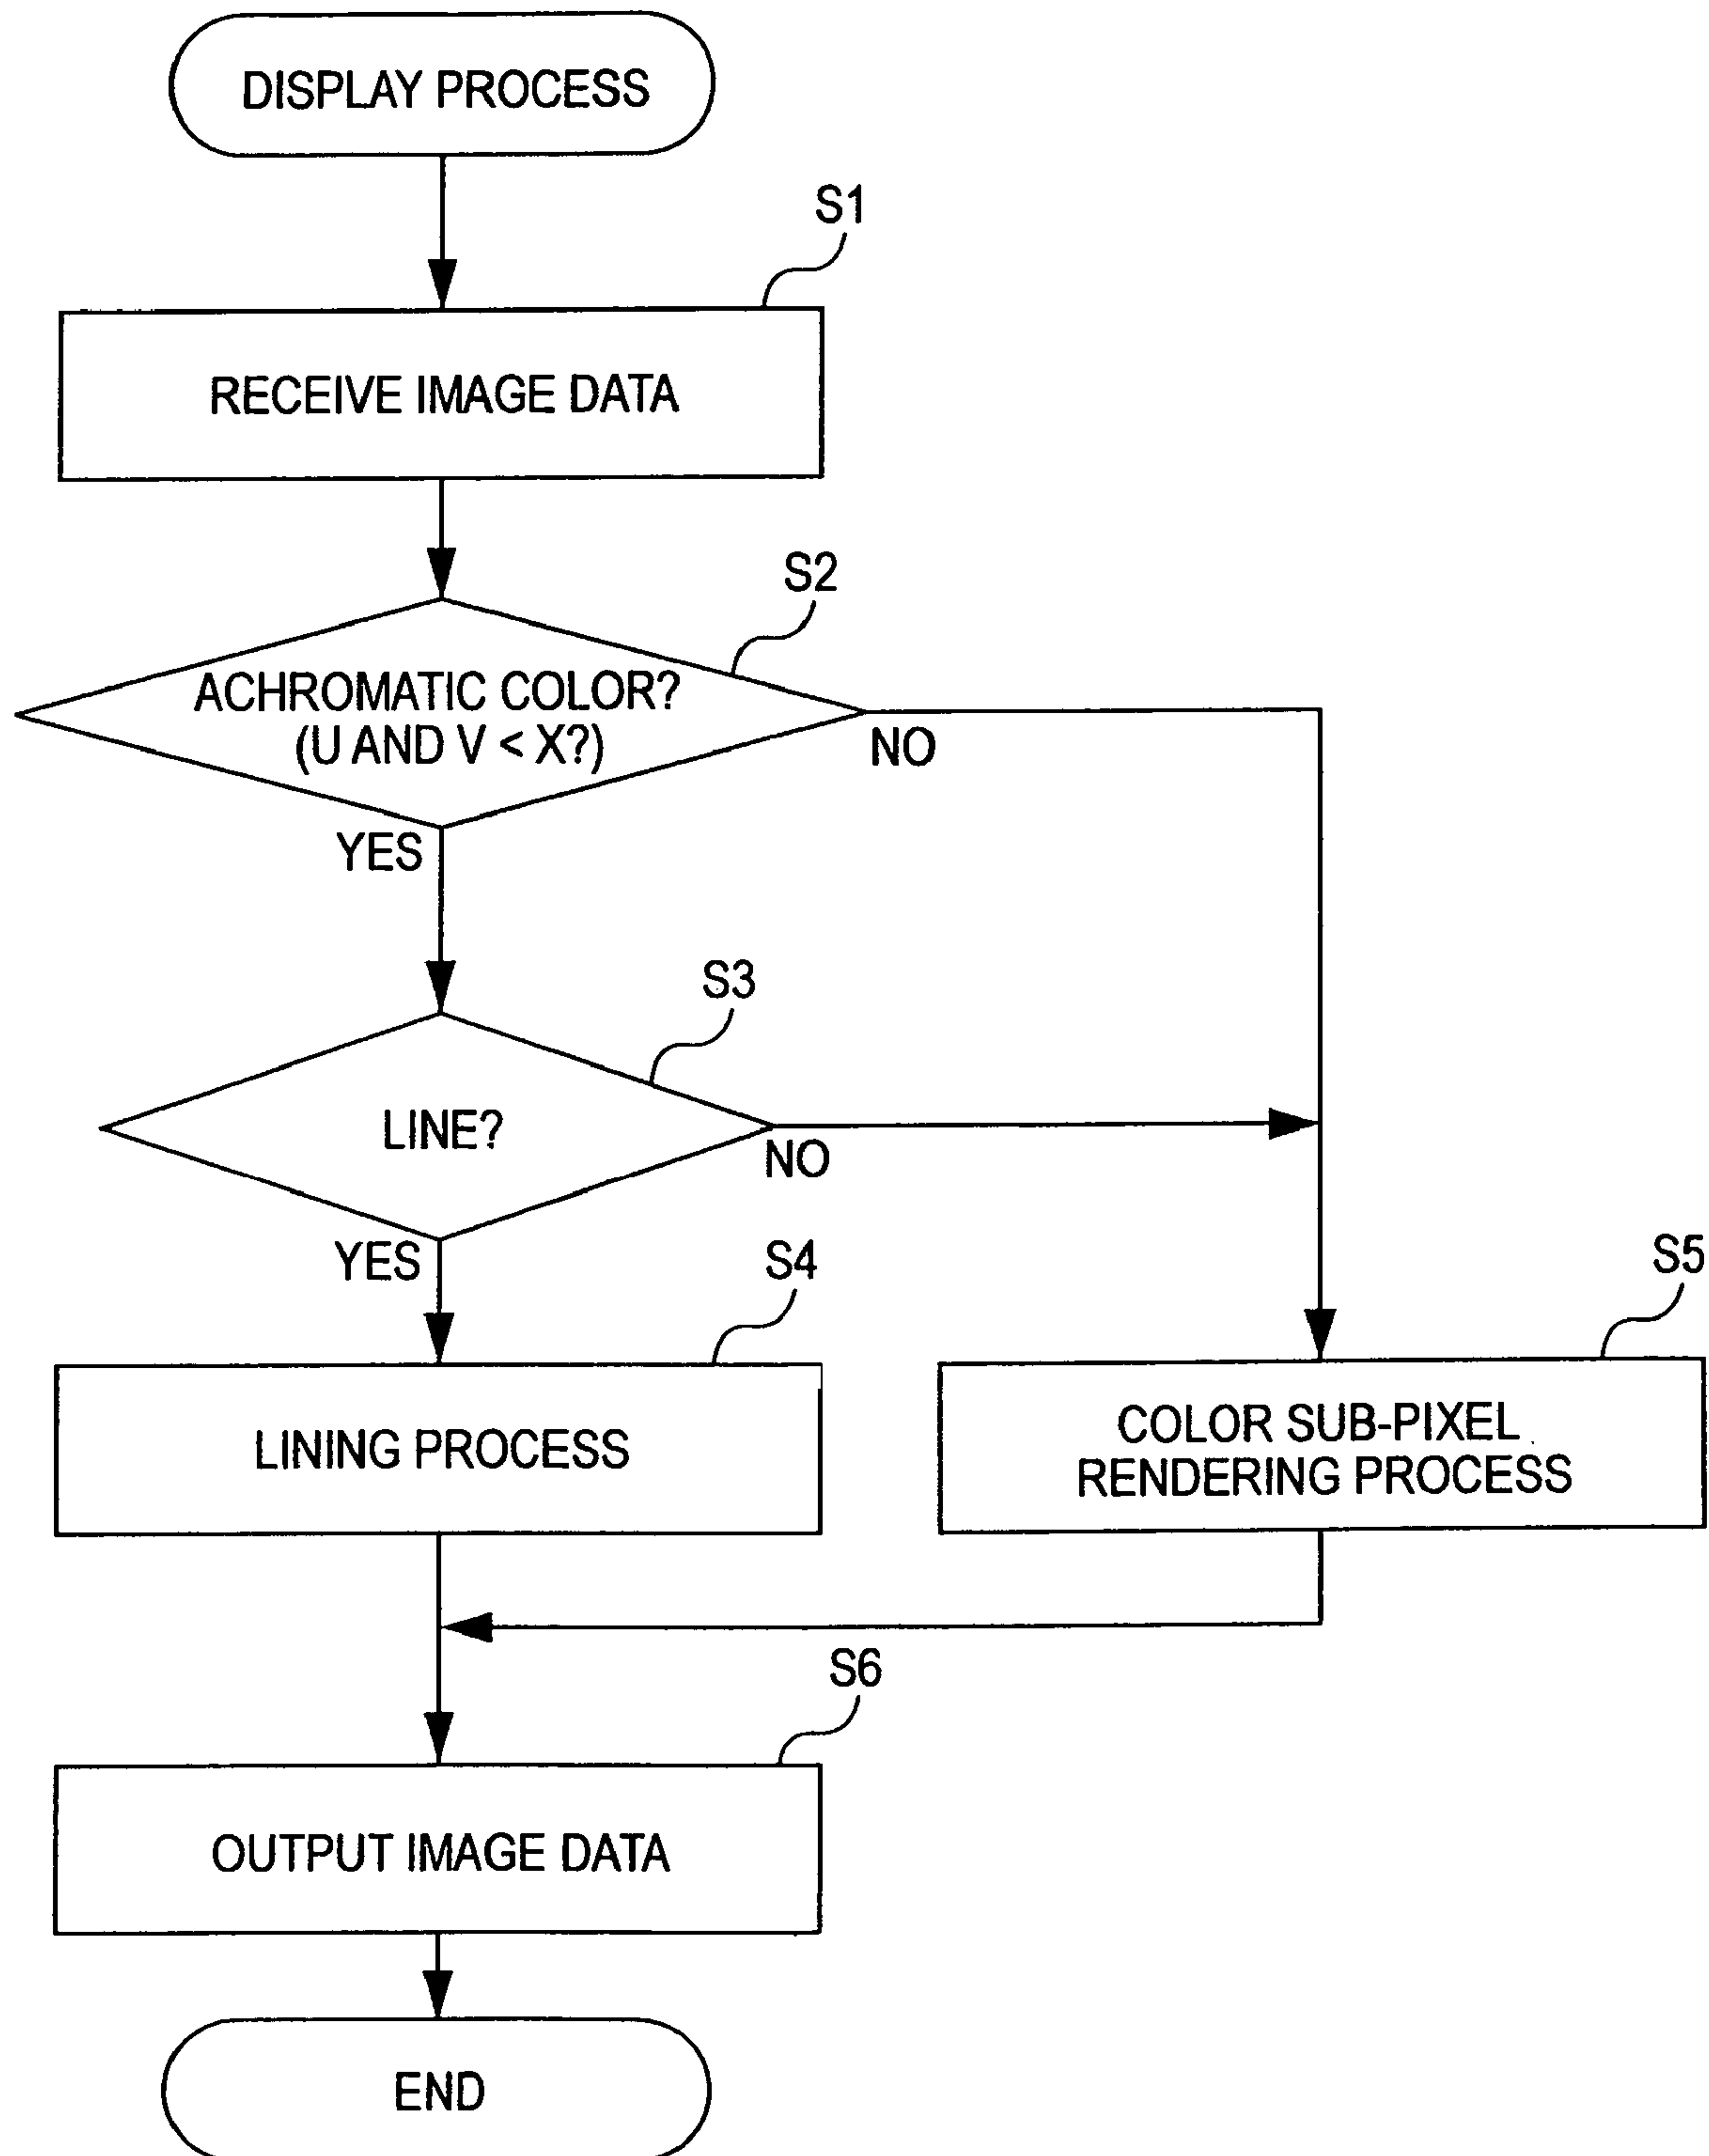 DISPLAY PROCESS
S1
RECEIVE IMAGE DATA
S2
ACHROMATIC COLOR?
(U AND V < X?)
NO
YES
S3
LINE?
NO
YES
S4
S5
LINING PROCESS
COLOR SUB-PIXEL
RENDERING PROCESS
S6
OUTPUT IMAGE DATA
END